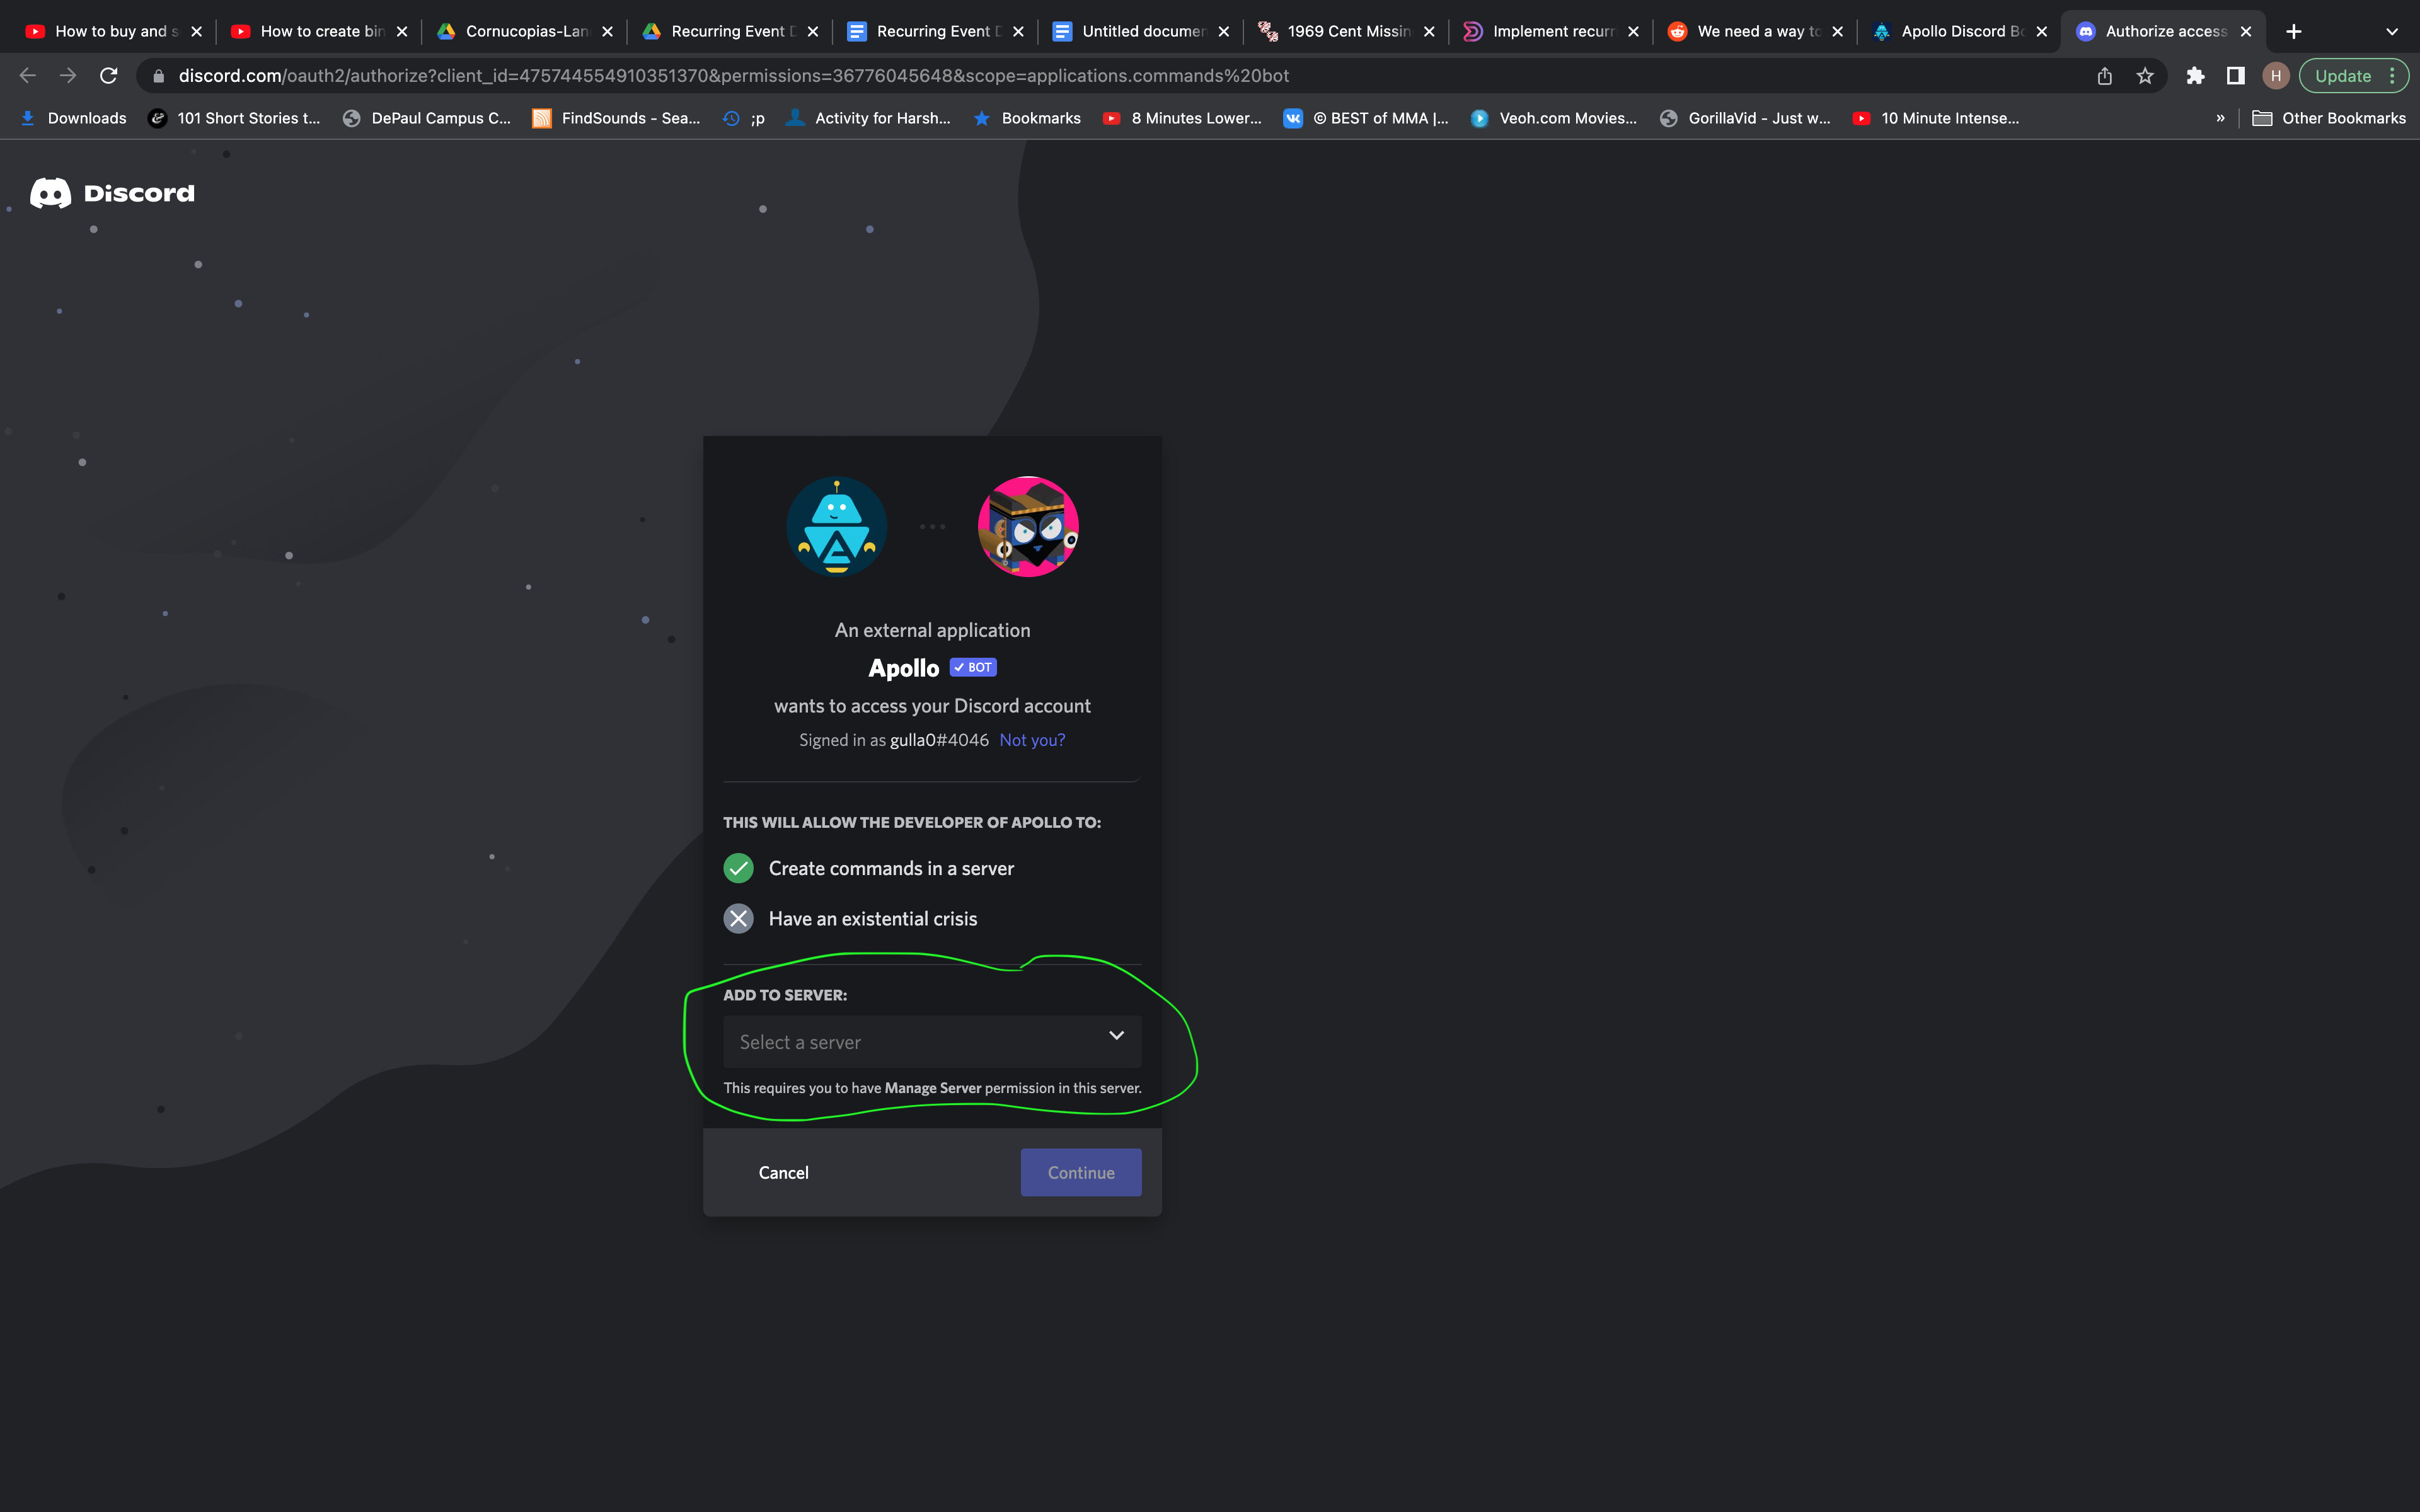 How to buy and s
How to create bin
Cornucopias-Lan
Recurring Event D
Recurring Event D
Untitled documen
1969 Cent Missin
Implement recurr
We need a way to
Apollo Discord Bo
Authorize access
discord.com/oauth2/authorize?client_id=475744554910351370&permissions=36776045648&scope=applications.commands%20bot
H
Update
Downloads
101 Short Stories t...
DePaul Campus C...
FindSounds - Sea...
;p
Activity for Harsh...
Bookmarks
8 Minutes Lower...
© BEST of MMA |...
Veoh.com Movies...
GorillaVid - Just w...
10 Minute Intense...
»
Other Bookmarks
Discord
An external application
Apollo BOT
wants to access your Discord account
Signed in as gulla0#4046 Not you?
THIS WILL ALLOW THE DEVELOPER OF APOLLO TO:
Create commands in a server
Have an existential crisis
ADD TO SERVER:
Select a server
This requires you to have Manage Server permission in this server.
Cancel
Continue